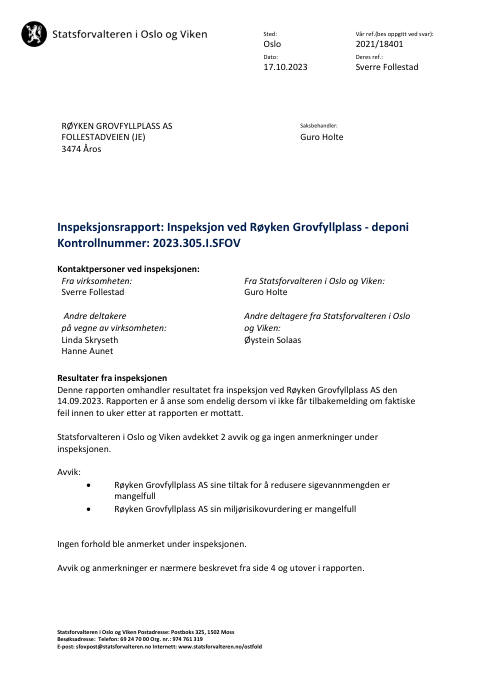 Statsforvalteren i Oslo og Viken
Sted:
Oslo
Dato:
17.10.2023
Vår ref.(bes oppgitt ved svar):
2021/18401
Deres ref.:
Sverre Follestad
RØYKEN GROVFYLLPLASS AS
FOLLESTADVEIEN (JE)
3474 Åros
Saksbehandler:
Guro Holte
Inspeksjonsrapport: Inspeksjon ved Røyken Grovfyllplass - deponi
Kontrollnummer: 2023.305.I.SFOV
Kontaktpersoner ved inspeksjonen:
Fra virksomheten:
Sverre Follestad
Fra Statsforvalteren i Oslo og Viken:
Guro Holte
Andre deltakere
på vegne av virksomheten:
Linda Skryseth
Hanne Aunet
Andre deltagere fra Statsforvalteren i Oslo
og Viken:
Øystein Solaas
Resultater fra inspeksjonen
Denne rapporten omhandler resultatet fra inspeksjon ved Røyken Grovfyllplass AS den
14.09.2023. Rapporten er å anse som endelig dersom vi ikke får tilbakemelding om faktiske
feil innen to uker etter at rapporten er mottatt.
Statsforvalteren i Oslo og Viken avdekket 2 avvik og ga ingen anmerkninger under
inspeksjonen.
Avvik:
• Røyken Grovfyllplass AS sine tiltak for å redusere sigevannmengden er
mangelfull
• Røyken Grovfyllplass AS sin miljørisikovurdering er mangelfull
Ingen forhold ble anmerket under inspeksjonen.
Avvik og anmerkninger er nærmere beskrevet fra side 4 og utover i rapporten.
Statsforvalteren i Oslo og Viken Postadresse: Postboks 325, 1502 Moss
Besøksadresse: Telefon: 69 24 70 00 Org. nr.: 974 761 319
E-post: sfovpost@statsforvalteren.no Internett: www.statsforvalteren.no/ostfold